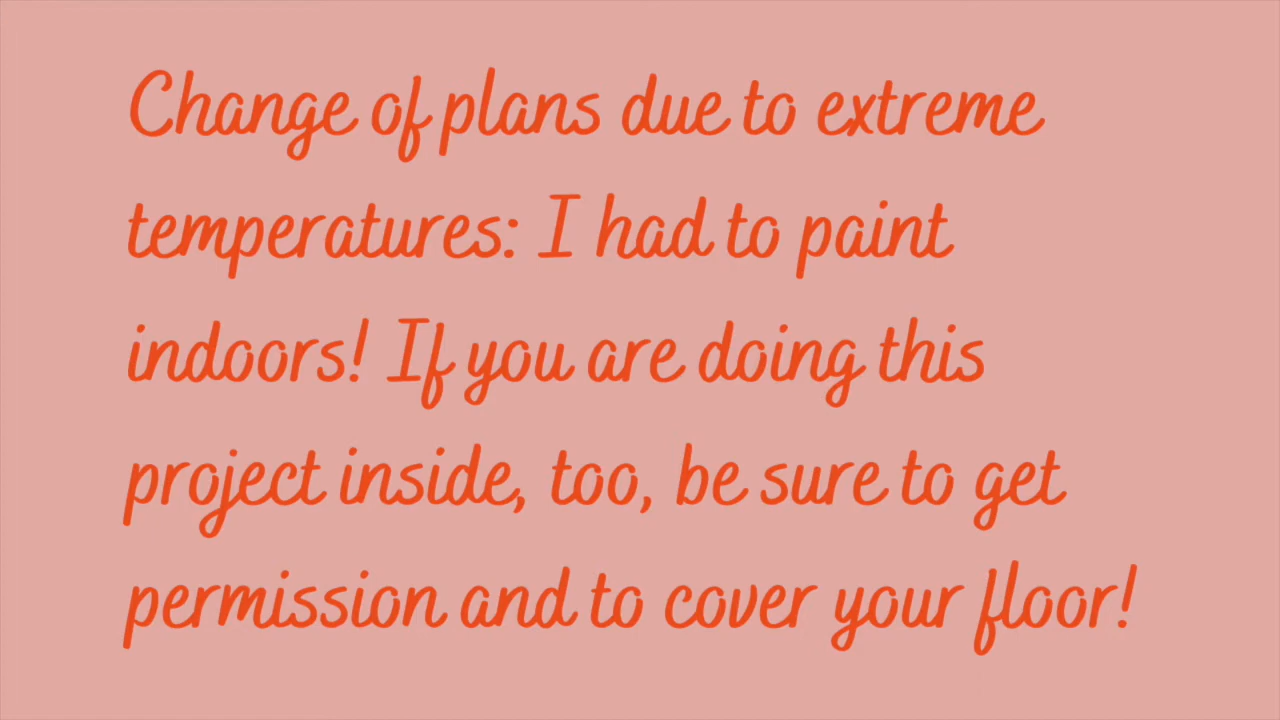 Change of plans due to extreme
temperatures: I had to paint
indoors! If you are doing this
project inside, too, be sure to get
permission and to cover your floor!